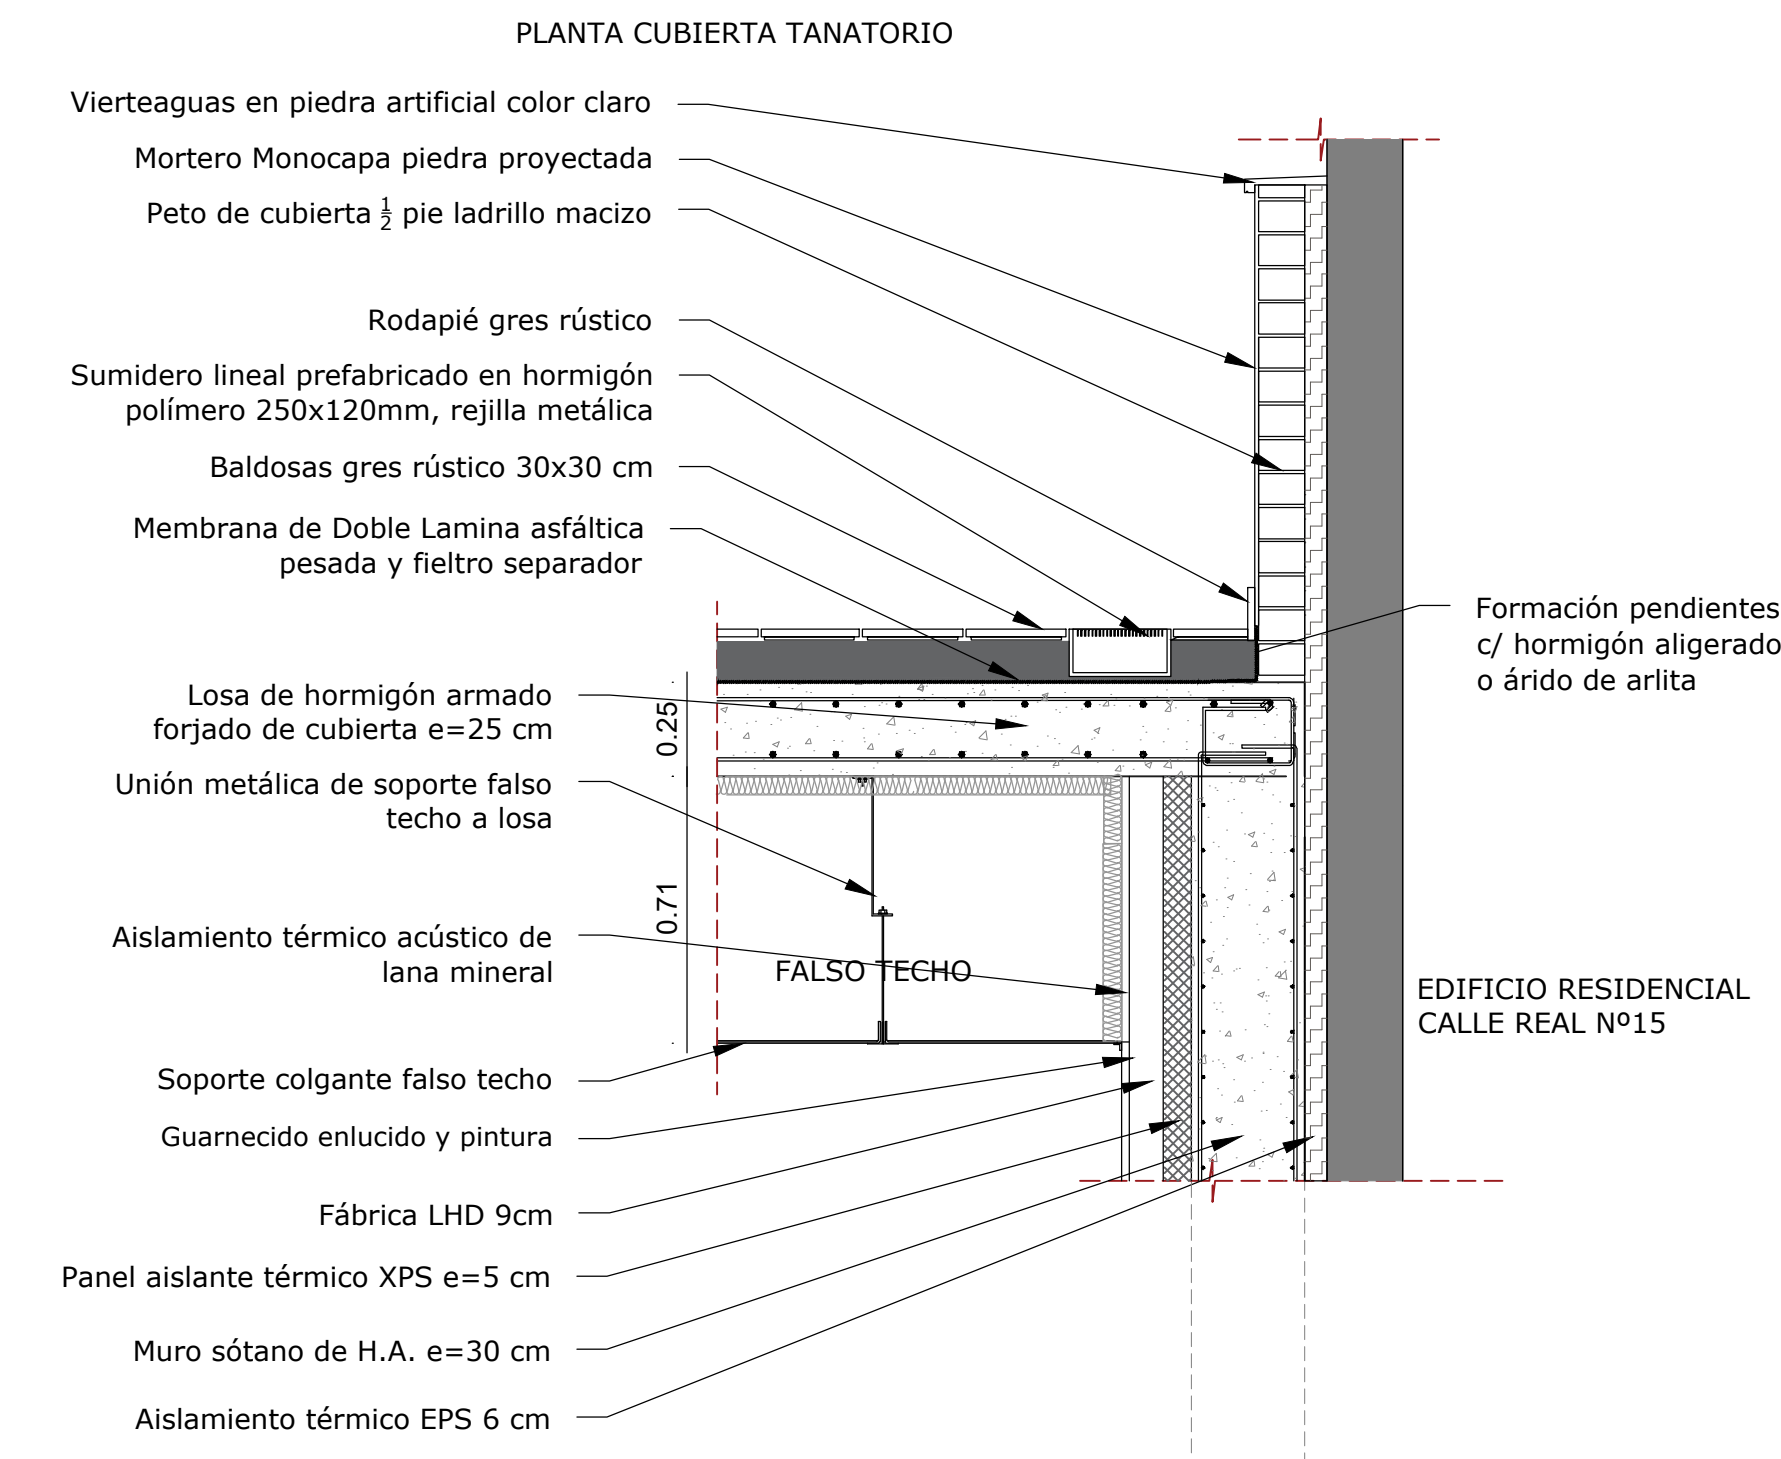 PLANTA CUBIERTA TANATORIO
Vierteaguas en piedra artificial color claro
Mortero Monocapa piedra proyectada
Peto de cubierta ½ pie ladrillo macizo
Rodapié gres rústico
Sumidero lineal prefabricado en hormigón
polímero 250x120mm, rejilla metálica
Baldosas gres rústico 30x30 cm
Membrana de Doble Lamina asfáltica
pesada y fieltro separador
Formación pendientes
c/ hormigón aligerado
o árido de arlita
Losa de hormigón armado
forjado de cubierta e=25 cm
0.25
Unión metálica de soporte falso
techo a losa
0.71
Aislamiento térmico acústico de
lana mineral
FALSO TECHO
EDIFICIO RESIDENCIAL
CALLE REAL Nº15
Soporte colgante falso techo
Guarnecido enlucido y pintura
Fábrica LHD 9cm
Panel aislante térmico XPS e=5 cm
Muro sótano de H.A. e=30 cm
Aislamiento térmico EPS 6 cm